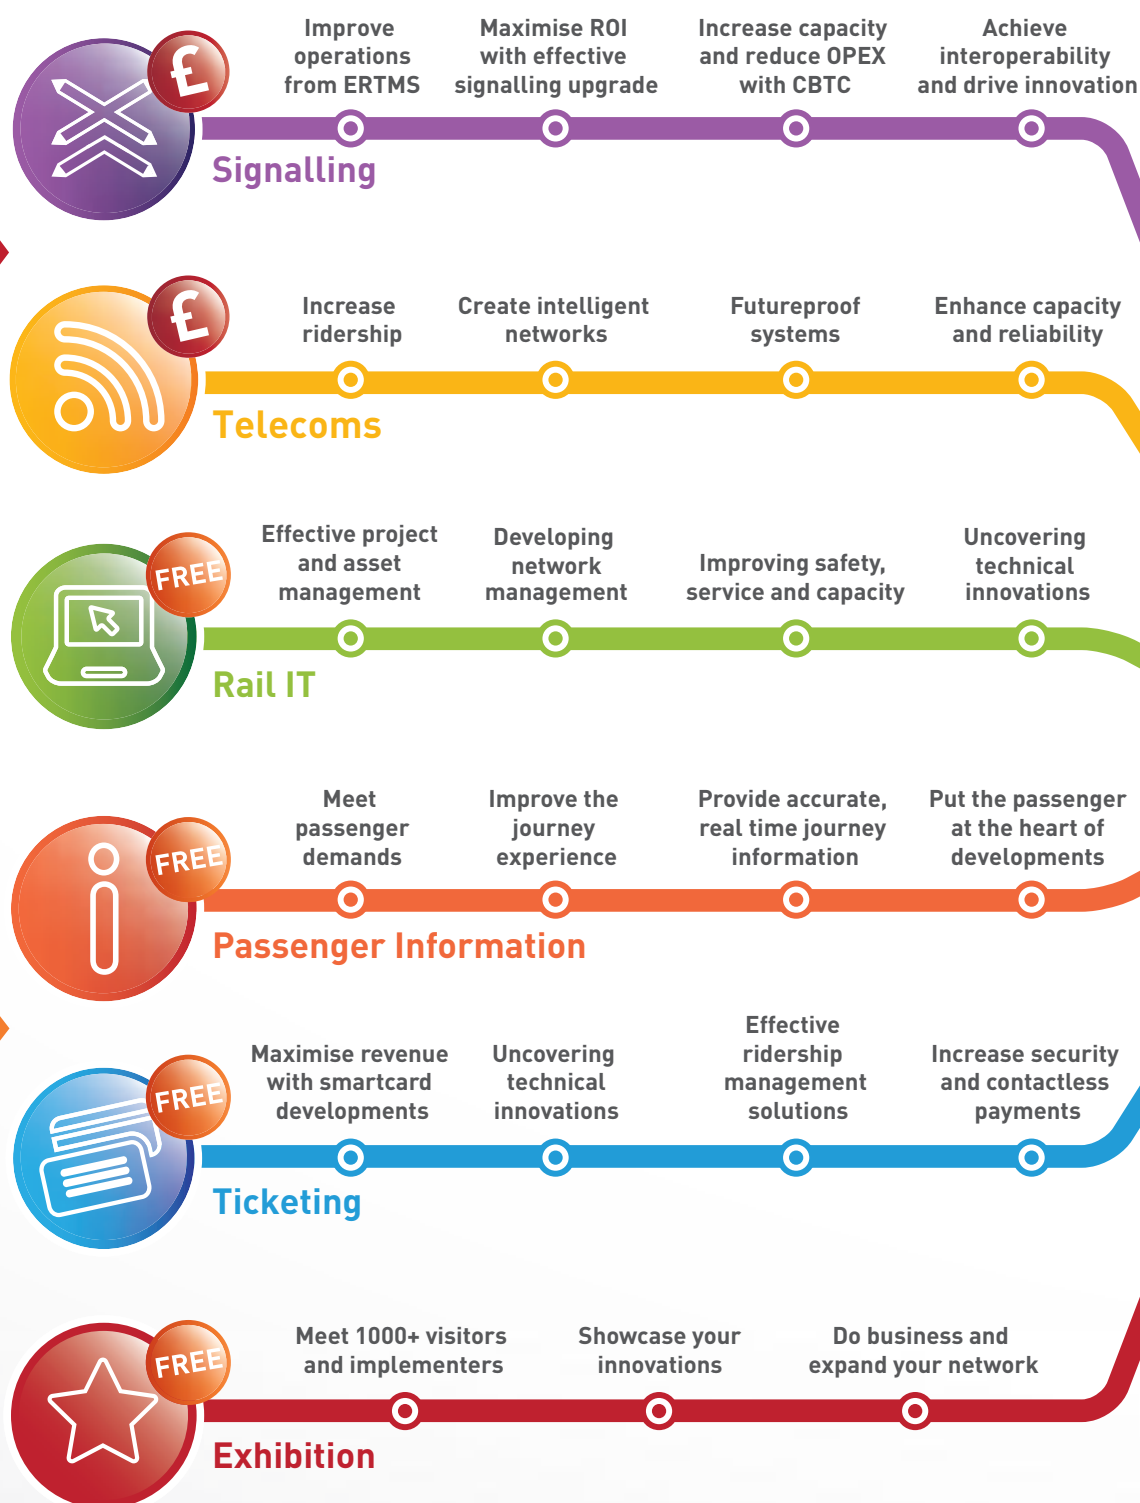 Improve
operations
from ERTMS
Maximise ROI
with effective
signalling upgrade
Increase capacity
and reduce OPEX
with CBTC
Achieve
interoperability
and drive innovation
£
Signalling
Increase
ridership
Create intelligent
networks
Futureproof
systems
Enhance capacity
and reliability
£
Telecoms
Effective project
and asset
management
Developing
network
management
Improving safety,
service and capacity
Uncovering
technical
innovations
FREE
Rail IT
Meet
passenger
demands
Improve the
journey
experience
Provide accurate,
real time journey
information
Put the passenger
at the heart of
developments
FREE
Passenger Information
Maximise revenue
with smartcard
developments
Uncovering
technical
innovations
Effective
ridership
management
solutions
Increase security
and contactless
payments
FREE
Ticketing
Meet 1000+ visitors
and implementers
Showcase your
innovations
Do business and
expand your network
FREE
Exhibition